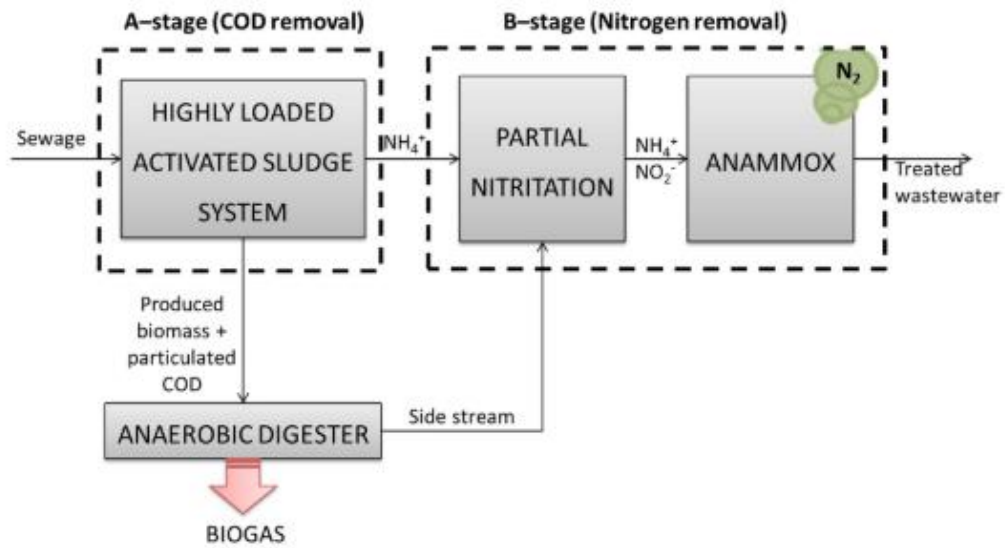 A–stage (COD removal)
B–stage (Nitrogen removal)
N₂
HIGHLY LOADED
ACTIVATED SLUDGE
SYSTEM
Sewage
NH₄⁺
PARTIAL
NITRITATION
NH₄⁺
NO₂⁻
ANAMMOX
Treated
wastewater
Produced
biomass +
particulated
COD
ANAEROBIC DIGESTER
Side stream
BIOGAS